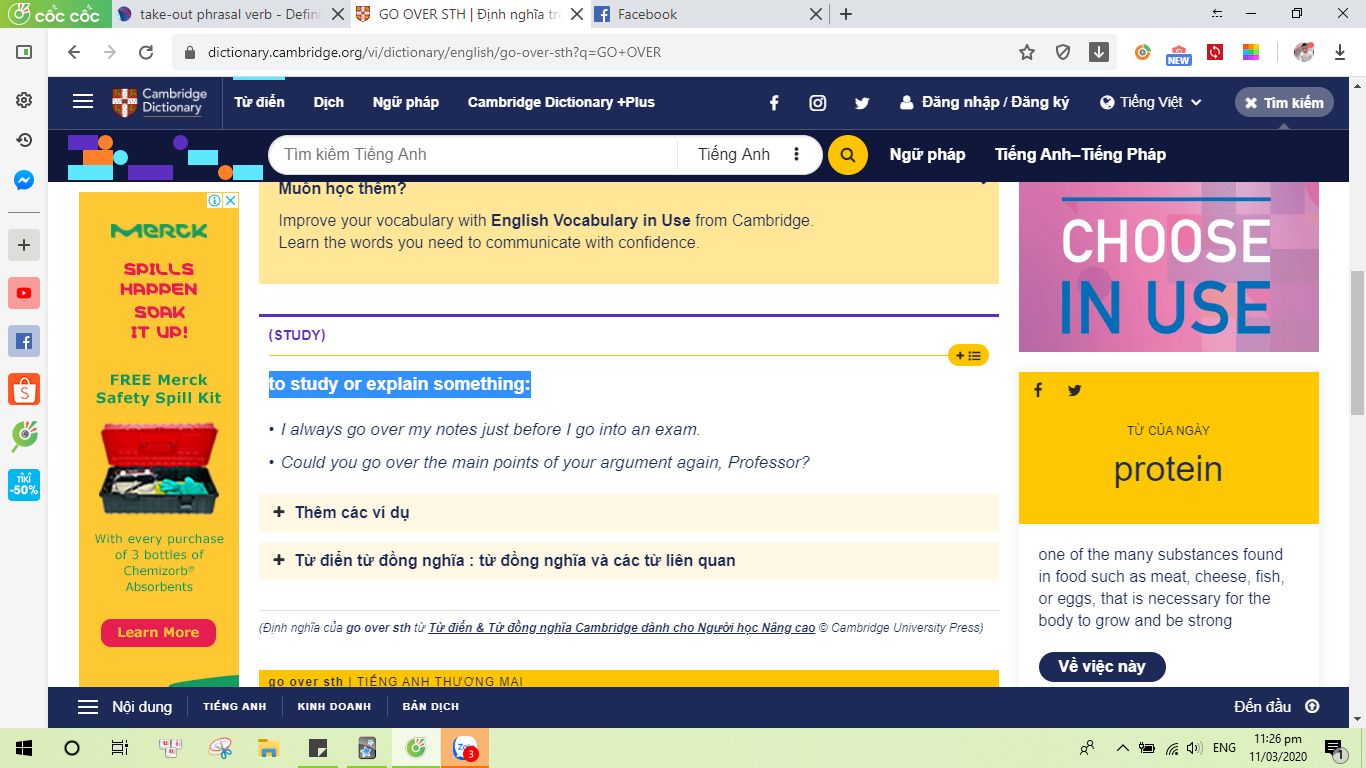 cốc cốc
take-out phrasal verb - Defini
GO OVER STH | Định nghĩa tro
Facebook
dictionary.cambridge.org/vi/dictionary/english/go-over-sth?q=GO+OVER
NEW
Cambridge
Dictionary
Từ điển
Dịch
Ngữ pháp
Cambridge Dictionary +Plus
Đăng nhập / Đăng ký
Tiếng Việt
Tìm kiếm
Tìm kiếm Tiếng Anh
Tiếng Anh
Ngữ pháp
Tiếng Anh–Tiếng Pháp
MERCK
SPILLS
HAPPEN
SOAK
IT UP!
FREE Merck
Safety Spill Kit
With every purchase
of 3 bottles of
Chemizorb®
Absorbents
Learn More
TIKI
-50%
Muốn học thêm?
Improve your vocabulary with English Vocabulary in Use from Cambridge.
Learn the words you need to communicate with confidence.
(STUDY)
to study or explain something:
• I always go over my notes just before I go into an exam.
• Could you go over the main points of your argument again, Professor?
+ Thêm các ví dụ
+ Từ điển từ đồng nghĩa : từ đồng nghĩa và các từ liên quan
(Định nghĩa của go over sth từ Từ điển & Từ đồng nghĩa Cambridge dành cho Người học Nâng cao © Cambridge University Press)
go over sth | TIẾNG ANH THƯƠNG MẠI
CHOOSE
IN USE
TỪ CỦA NGÀY
protein
one of the many substances found
in food such as meat, cheese, fish,
or eggs, that is necessary for the
body to grow and be strong
Về việc này
Nội dung
TIẾNG ANH
KINH DOANH
BẢN DỊCH
Đến đầu
3
ENG
11:26 pm
11/03/2020
1